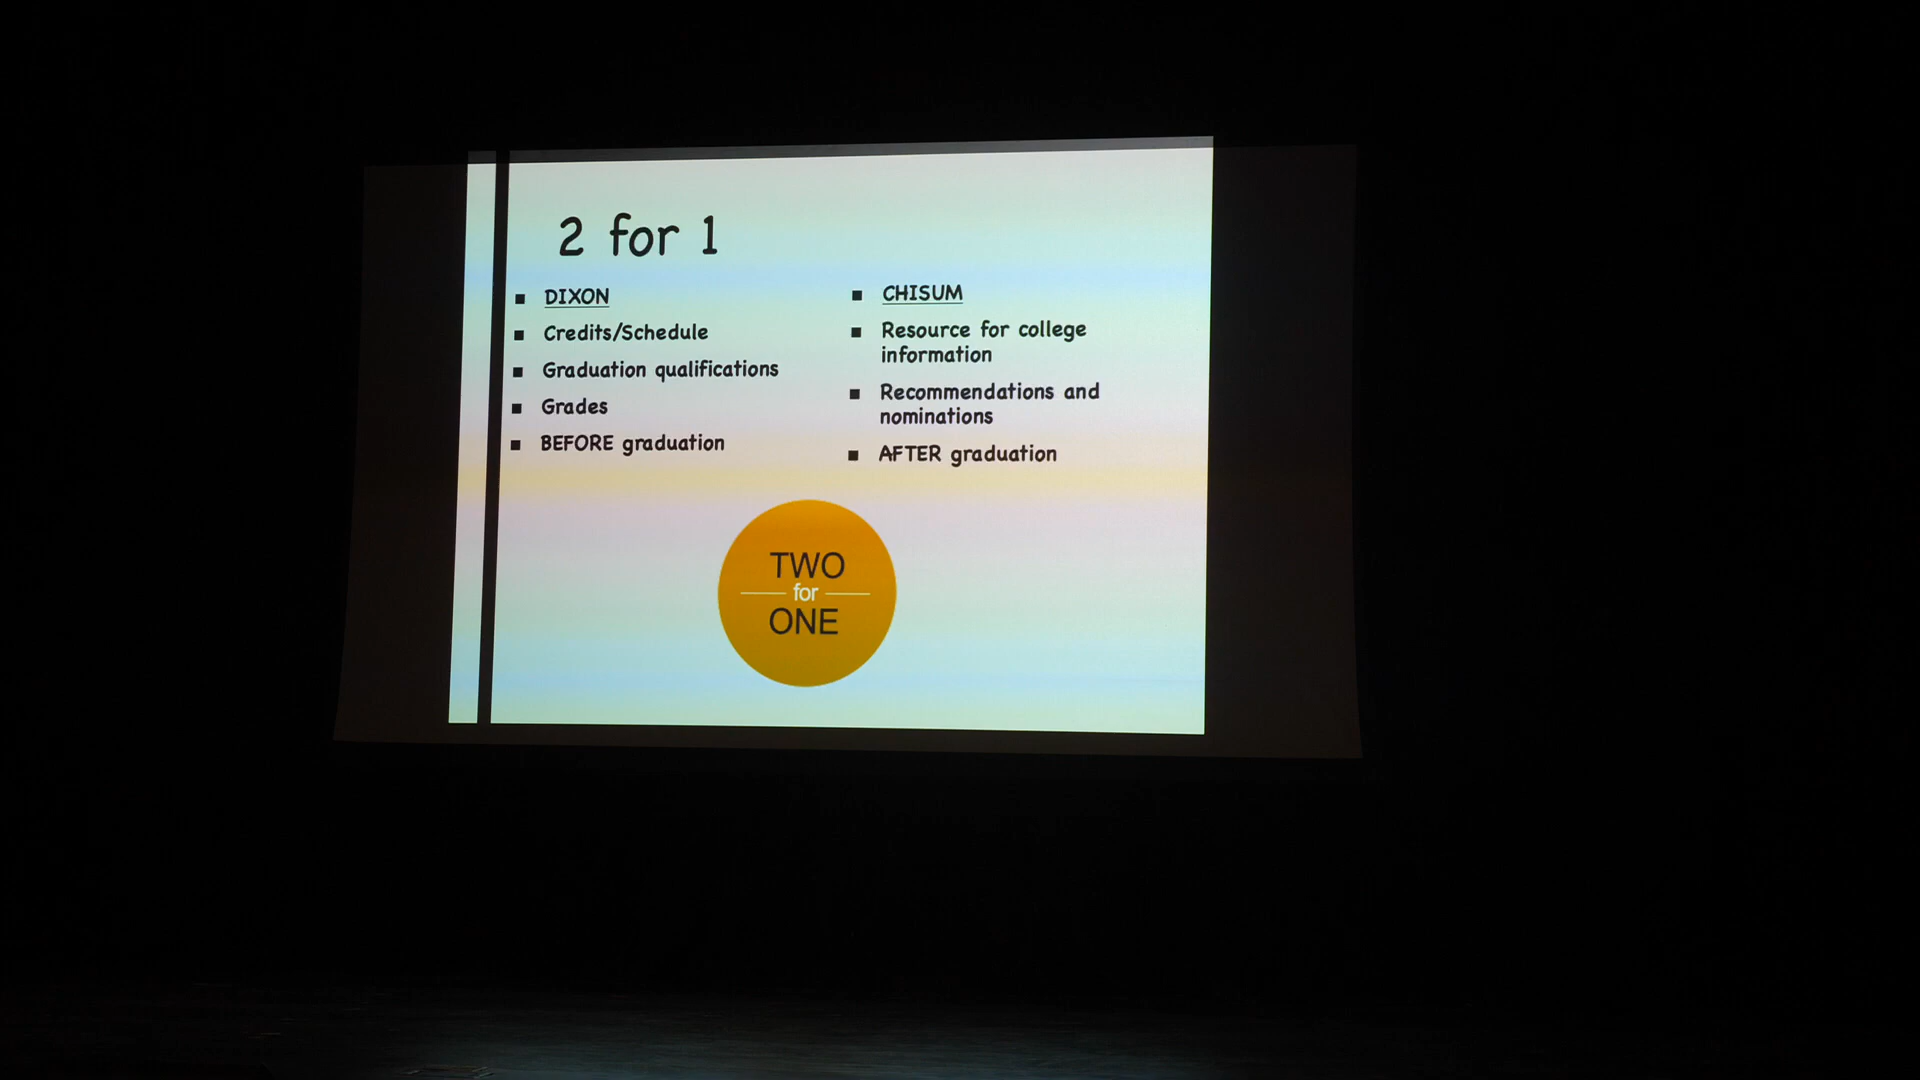 2 for 1
DIXON
Credits/Schedule
Graduation qualifications
Grades
BEFORE graduation
CHISUM
Resource for college
information
Recommendations and
nominations
AFTER graduation
TWO
for
ONE